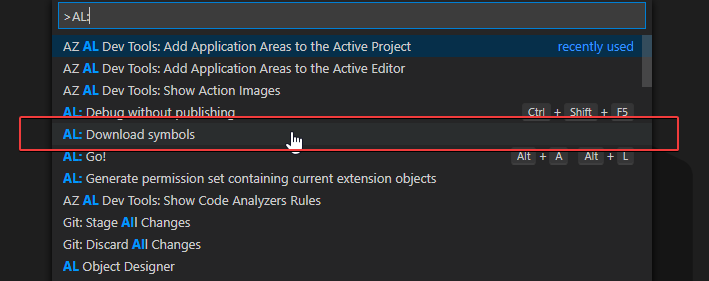 >AL:
AZ AL Dev Tools: Add Application Areas to the Active Project recently used
AZ AL Dev Tools: Add Application Areas to the Active Editor
AZ AL Dev Tools: Show Action Images
AL: Debug without publishing Ctrl + Shift + F5
AL: Download symbols
AL: Go! Alt + A Alt + L
AL: Generate permission set containing current extension objects
AZ AL Dev Tools: Show Code Analyzers Rules
Git: Stage All Changes
Git: Discard All Changes
AL Object Designer